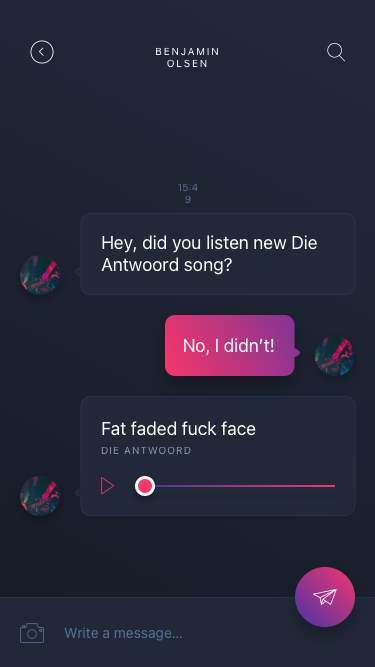 BENJAMIN
OLSEN
15:4
9
Hey, did you listen new Die
Antwoord song?
No, I didn't!
Fat faded fuck face
DIE ANTWOORD
Write a message...